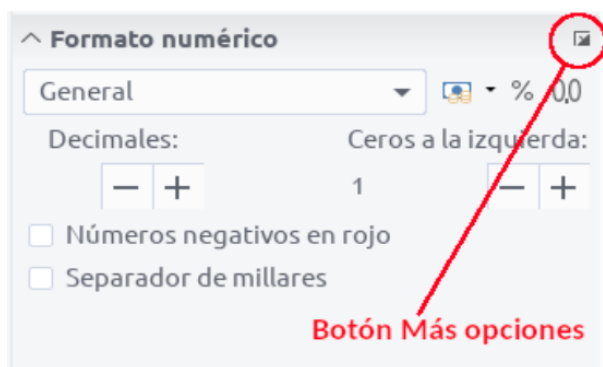 Formato numérico
General % 0,0
Decimales: Ceros a la izquierda:
— + 1 — +
Números negativos en rojo
Separador de millares
Botón Más opciones